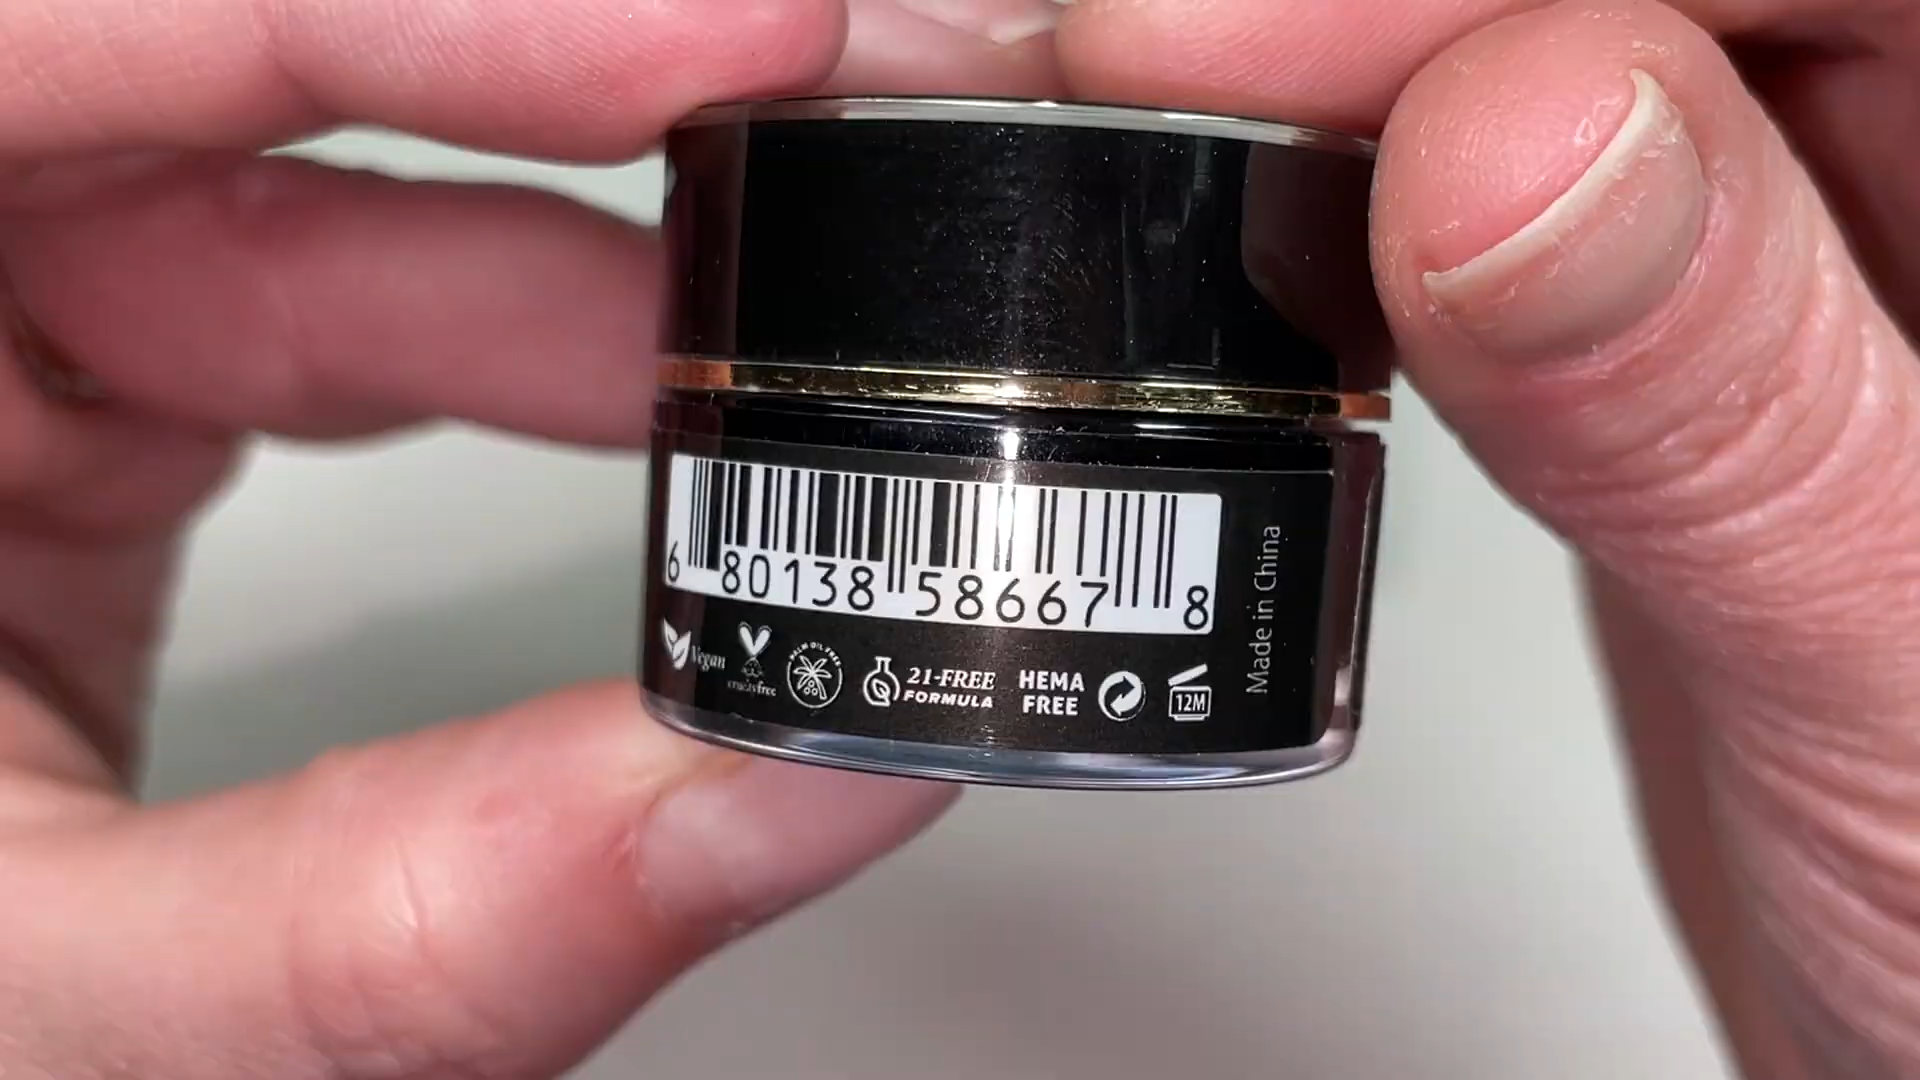 6 80138 58667 8
Vegan
cruelty free
PALM OIL FREE
21-FREE
FORMULA
HEMA
FREE
12M
Made in China